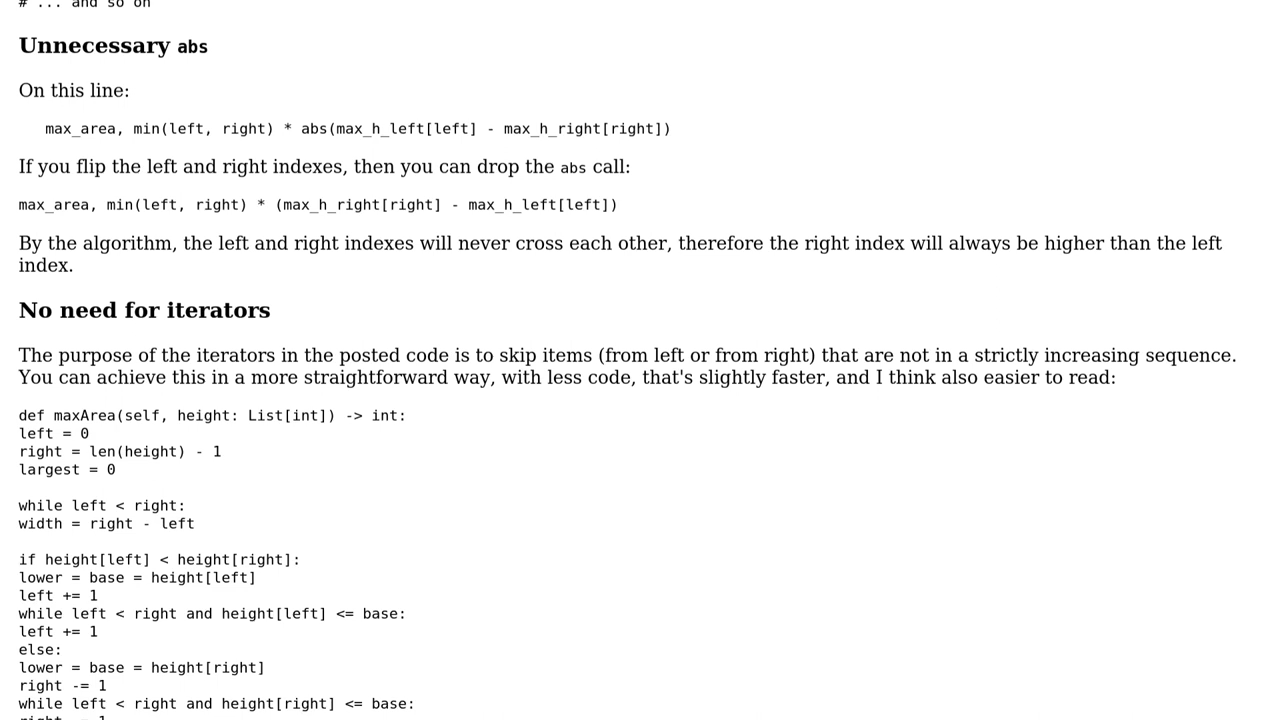 # ... and so on
Unnecessary abs
On this line:
max_area, min(left, right) * abs(max_h_left[left] - max_h_right[right])
If you flip the left and right indexes, then you can drop the abs call:
max_area, min(left, right) * (max_h_right[right] - max_h_left[left])
By the algorithm, the left and right indexes will never cross each other, therefore the right index will always be higher than the left
index.
No need for iterators
The purpose of the iterators in the posted code is to skip items (from left or from right) that are not in a strictly increasing sequence.
You can achieve this in a more straightforward way, with less code, that's slightly faster, and I think also easier to read:
def maxArea(self, height: List[int]) -> int:
left = 0
right = len(height) - 1
largest = 0
while left < right:
width = right - left
if height[left] < height[right]:
lower = base = height[left]
left += 1
while left < right and height[left] <= base:
left += 1
else:
lower = base = height[right]
right -= 1
while left < right and height[right] <= base:
right -= 1